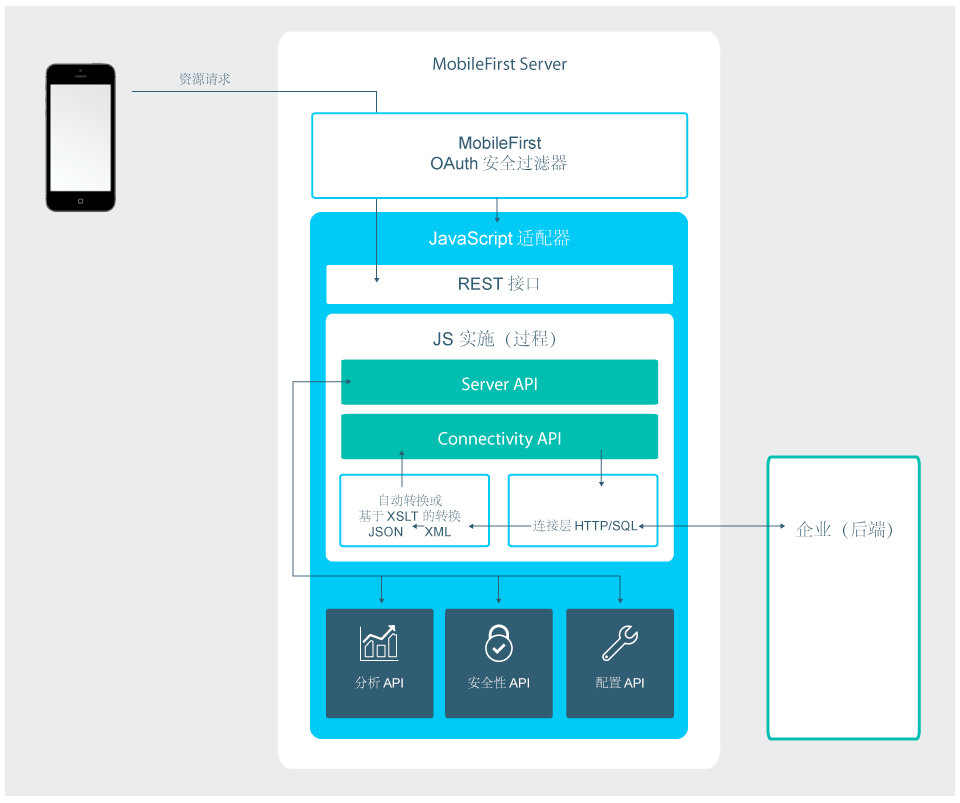 MobileFirst Server
资源请求
MobileFirst
OAuth 安全过滤器
JavaScript 适配器
REST 接口
JS 实施（过程）
Server API
Connectivity API
自动转换或
基于 XSLT 的转换
JSON XML
连接层 HTTP/SQL
企业（后端）
分析 API
安全性 API
配置 API